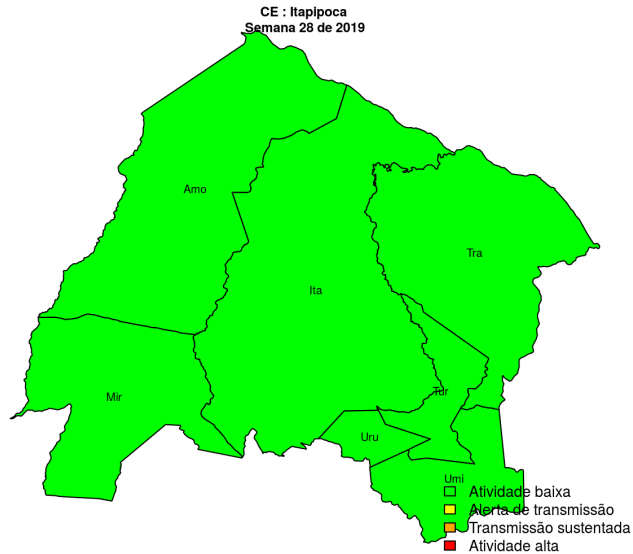 CE : Itapipoca
Semana 28 de 2019
Amo
Tra
Ita
Tur
Mir
Uru
Umi
Atividade baixa
Alerta de transmissão
Transmissão sustentada
Atividade alta